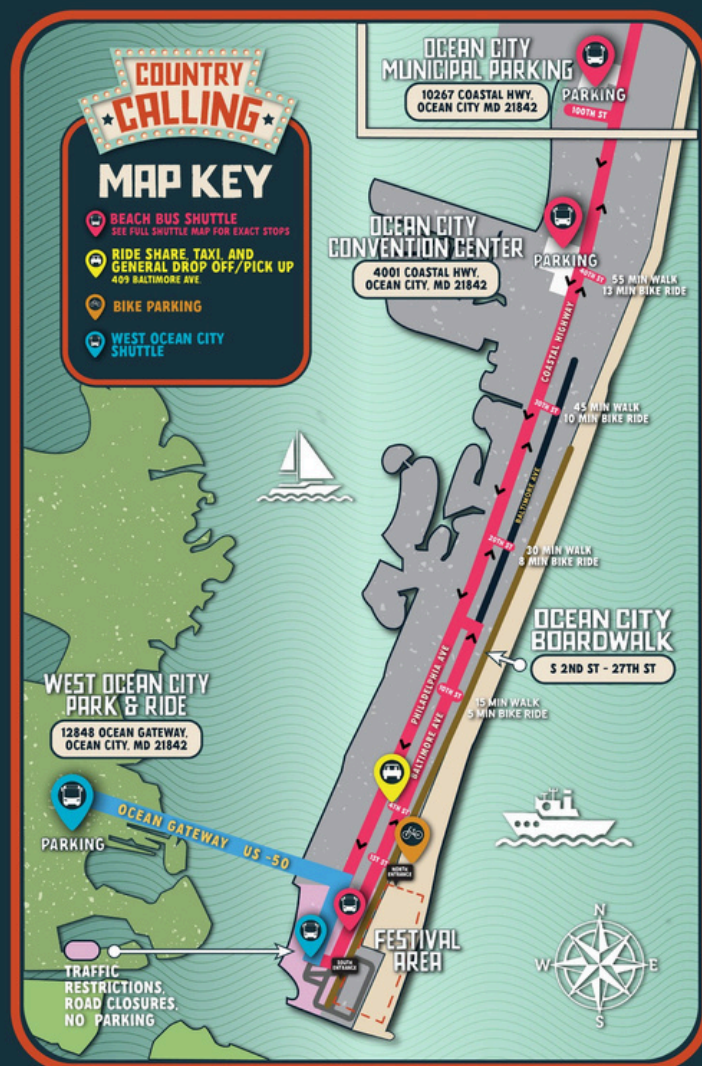 COUNTRY
CALLING
MAP KEY
BEACH BUS SHUTTLE
SEE FULL SHUTTLE MAP FOR EXACT STOPS
RIDE SHARE, TAXI, AND
GENERAL DROP OFF/PICK UP
409 BALTIMORE AVE.
BIKE PARKING
WEST OCEAN CITY
SHUTTLE
OCEAN CITY
MUNICIPAL PARKING
10267 COASTAL HWY,
OCEAN CITY MD 21842
PARKING
100TH ST
OCEAN CITY
CONVENTION CENTER
4001 COASTAL HWY,
OCEAN CITY, MD 21842
PARKING
40TH ST
55 MIN WALK
13 MIN BIKE RIDE
COASTAL HIGHWAY
30TH ST
45 MIN WALK
10 MIN BIKE RIDE
BALTIMORE AVE
20TH ST
30 MIN WALK
8 MIN BIKE RIDE
OCEAN CITY
BOARDWALK
S 2ND ST - 27TH ST
PHILADELPHIA AVE
10TH ST
15 MIN WALK
5 MIN BIKE RIDE
BALTIMORE AVE
WEST OCEAN CITY
PARK & RIDE
12848 OCEAN GATEWAY,
OCEAN CITY, MD 21842
PARKING
OCEAN GATEWAY US-50
4TH ST
1ST ST
NORTH
ENTRANCE
SOUTH
ENTRANCE
FESTIVAL
AREA
TRAFFIC
RESTRICTIONS,
ROAD CLOSURES,
NO PARKING
N
W
E
S